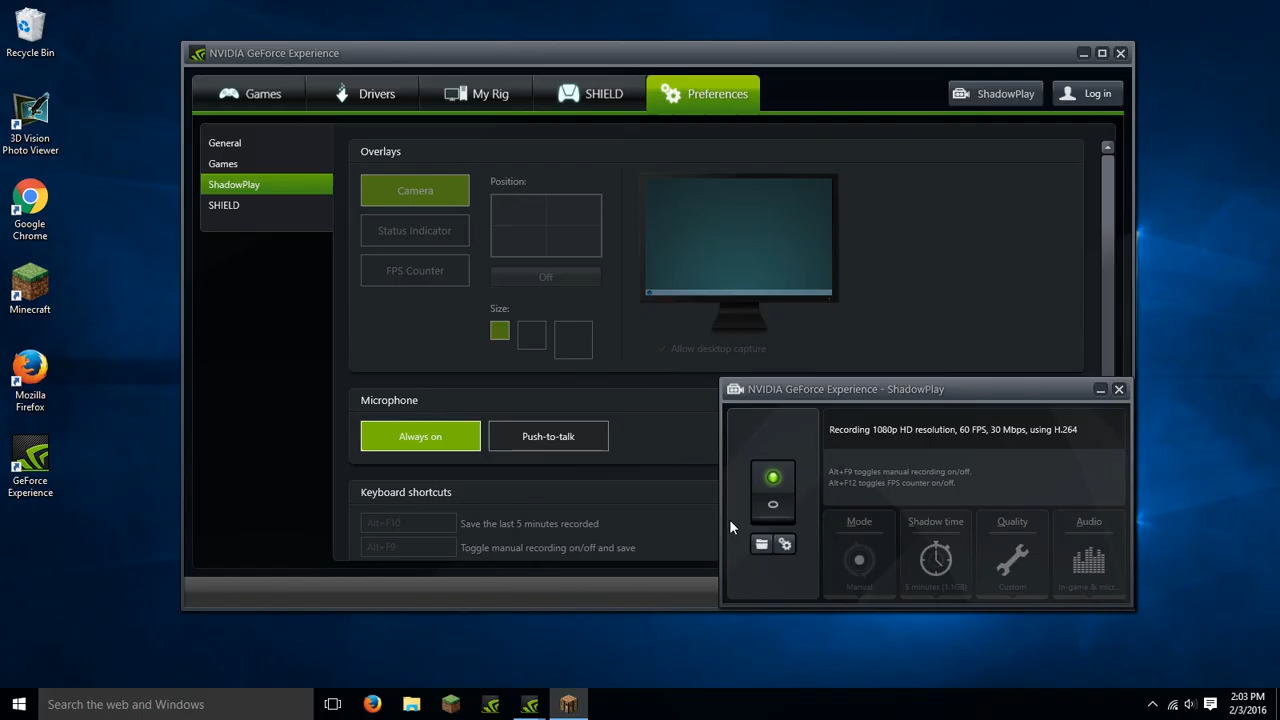 Recycle Bin
3D Vision
Photo Viewer
Google
Chrome
Minecraft
Mozilla
Firefox
GeForce
Experience
NVIDIA GeForce Experience
Games
Drivers
My Rig
SHIELD
Preferences
ShadowPlay
Log in
General
Games
ShadowPlay
SHIELD
Overlays
Camera
Status Indicator
FPS Counter
Position:
Off
Size:
✓ Allow desktop capture
Microphone
Always on
Push-to-talk
Keyboard shortcuts
Alt+F10
Save the last 5 minutes recorded
Alt+F9
Toggle manual recording on/off and save
NVIDIA GeForce Experience - ShadowPlay
Recording 1080p HD resolution, 60 FPS, 30 Mbps, using H.264
Alt+F9 toggles manual recording on/off.
Alt+F12 toggles FPS counter on/off.
Mode
Manual
Shadow time
5 minutes (1.1GB)
Quality
Custom
Audio
In-game & micr...
Search the web and Windows
2:03 PM
2/3/2016